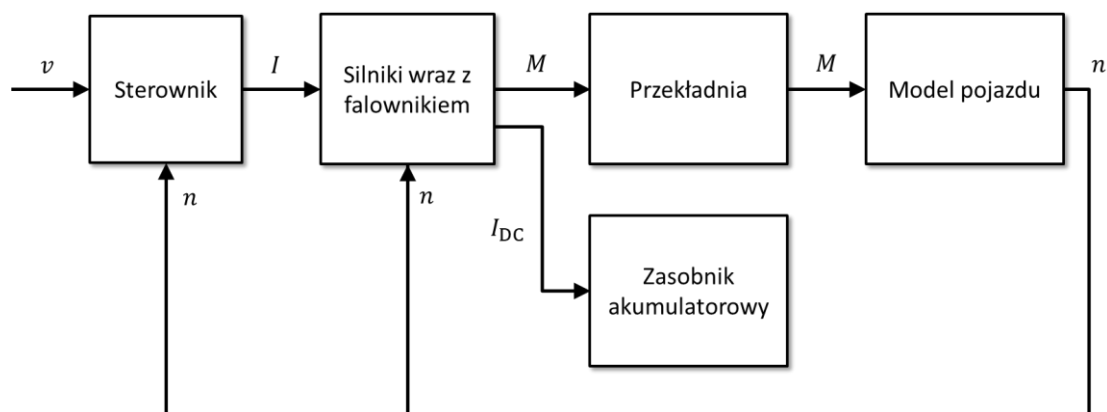 v
Sterownik
I
Silniki wraz z
falownikiem
M
Przekładnia
M
Model pojazdu
n
n
n
I_DC
Zasobnik
akumulatorowy